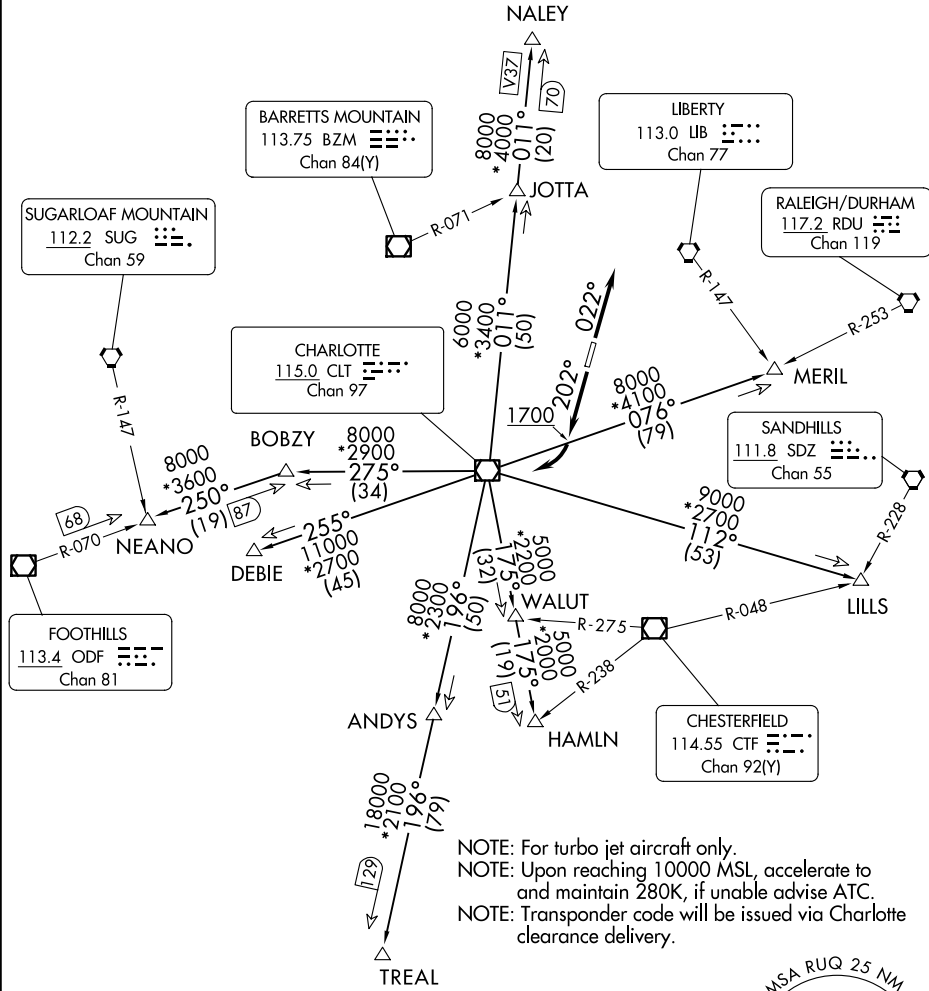 NALEY
V37
70
8000
*4000
011°
(20)
BARRETTS MOUNTAIN
113.75 BZM
Chan 84(Y)
LIBERTY
113.0 LIB
Chan 77
JOTTA
R-071
RALEIGH/DURHAM
117.2 RDU
Chan 119
SUGARLOAF MOUNTAIN
112.2 SUG
Chan 59
R-147
R-253
6000
*3400
011°
(50)
022°
202°
1700
CHARLOTTE
115.0 CLT
Chan 97
MERIL
8000
*4100
076°
(79)
R-147
SANDHILLS
111.8 SDZ
Chan 55
BOBZY
8000
*2900
275°
(34)
8000
*3600
250°
(19)
87
68
R-070
NEANO
255°
11000
*2700
(45)
DEBIE
9000
*2700
112°
(53)
R-228
LILLS
5000
*2200
175°
(32)
WALUT
R-275
R-048
8000
*2300
196°
(50)
5000
*2000
175°
(19)
51
R-238
FOOTHILLS
113.4 ODF
Chan 81
ANDYS
HAMLN
CHESTERFIELD
114.55 CTF
Chan 92(Y)
18000
*2100
196°
(79)
129
TREAL
NOTE: For turbo jet aircraft only.
NOTE: Upon reaching 10000 MSL, accelerate to
and maintain 280K, if unable advise ATC.
NOTE: Transponder code will be issued via Charlotte
clearance delivery.
MSA RUQ 25 NM